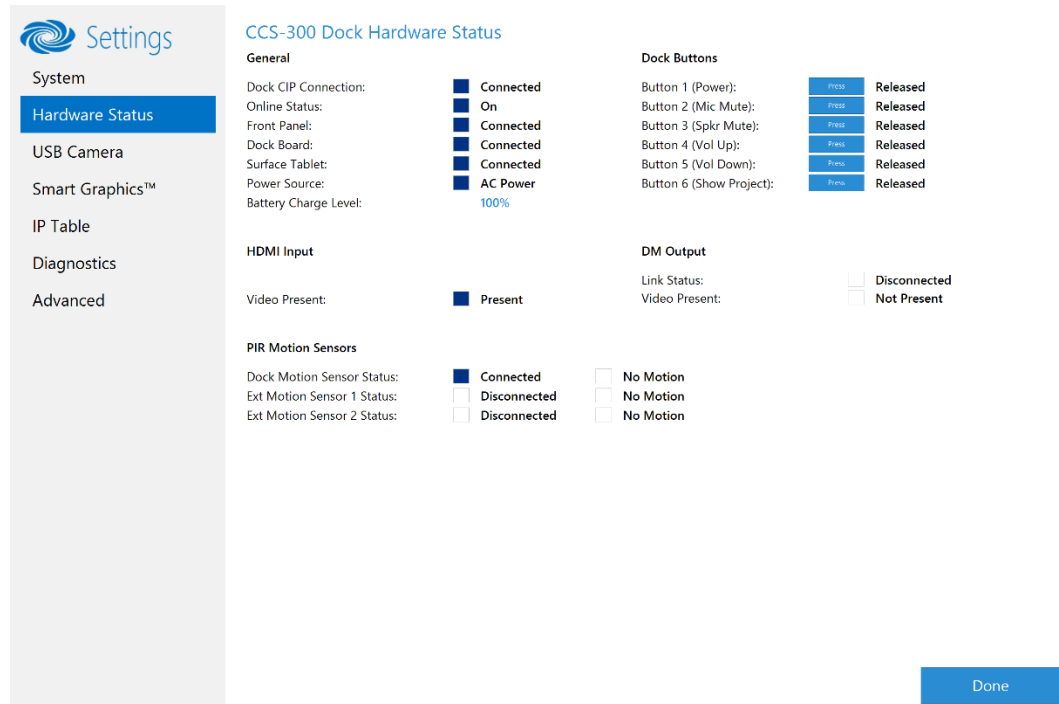 Settings
System
Hardware Status
USB Camera
Smart Graphics™
IP Table
Diagnostics
Advanced
CCS-300 Dock Hardware Status
General
Dock CIP Connection: Connected
Online Status: On
Front Panel: Connected
Dock Board: Connected
Surface Tablet: Connected
Power Source: AC Power
Battery Charge Level: 100%
Dock Buttons
Button 1 (Power): Press Released
Button 2 (Mic Mute): Press Released
Button 3 (Spkr Mute): Press Released
Button 4 (Vol Up): Press Released
Button 5 (Vol Down): Press Released
Button 6 (Show Project): Press Released
HDMI Input
Video Present: Present
DM Output
Link Status: Disconnected
Video Present: Not Present
PIR Motion Sensors
Dock Motion Sensor Status: Connected No Motion
Ext Motion Sensor 1 Status: Disconnected No Motion
Ext Motion Sensor 2 Status: Disconnected No Motion
Done